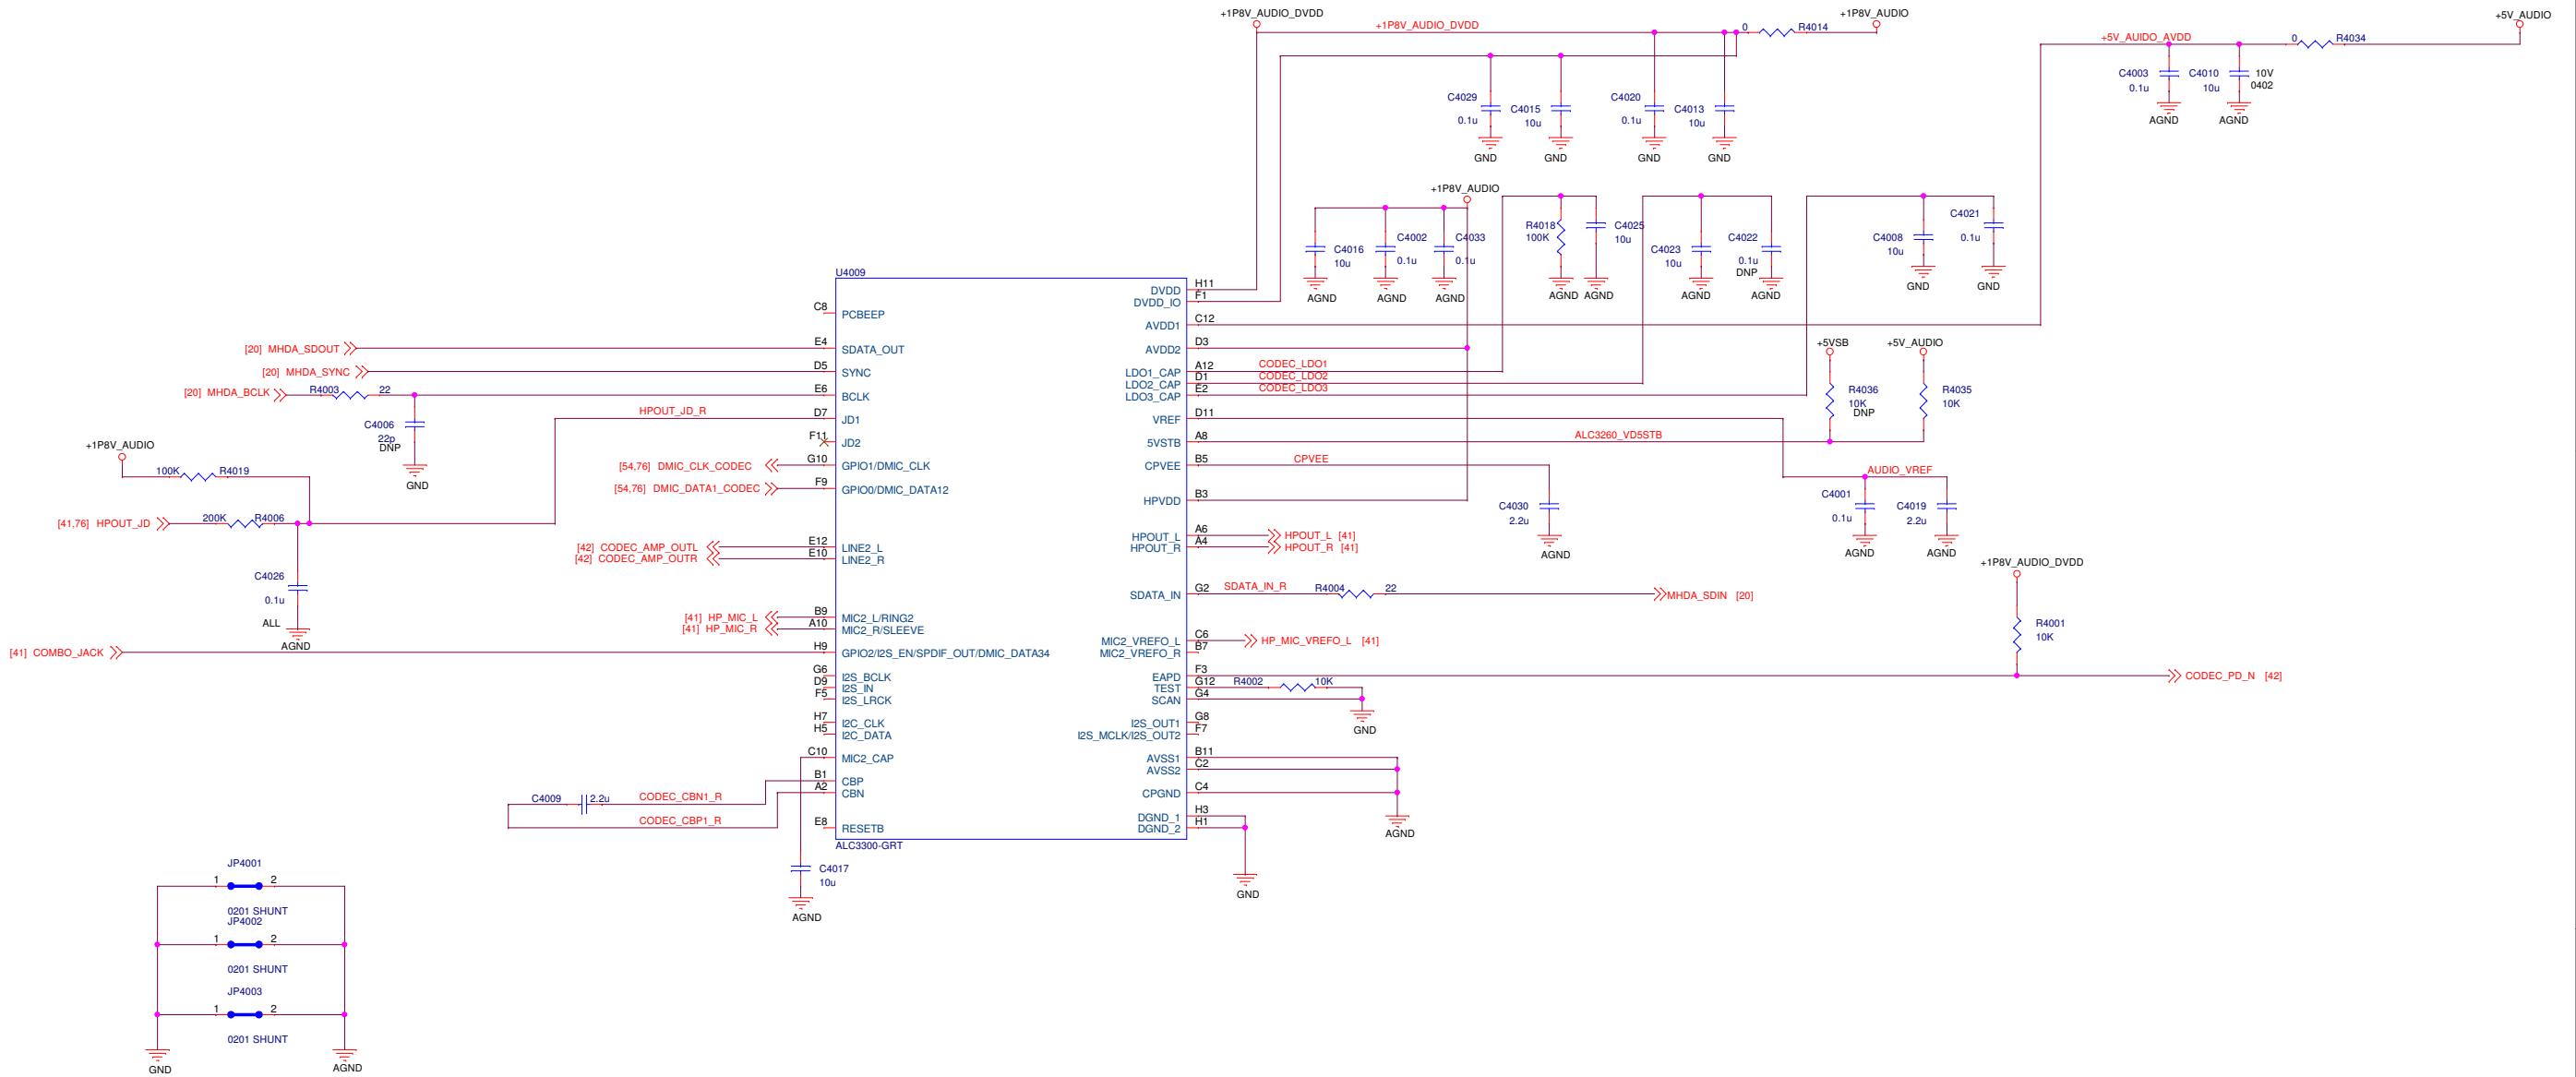 +1P8V_AUDIO_DVDD
+1P8V_AUDIO_DVDD
0
R4014
+1P8V_AUDIO
+5V_AUIDO_AVDD
0
R4034
+5V_AUDIO
C4003
0.1u
AGND
C4010
10u
10V
0402
AGND
C4029
0.1u
GND
C4015
10u
GND
C4020
0.1u
GND
C4013
10u
GND
+1P8V_AUDIO
C4016
10u
AGND
C4002
0.1u
AGND
C4033
0.1u
AGND
R4018
100K
AGND
C4025
10u
AGND
C4023
10u
AGND
C4022
0.1u
DNP
AGND
C4008
10u
GND
C4021
0.1u
GND
U4009
C8 PCBEEP
[20] MHDA_SDOUT
E4 SDATA_OUT
[20] MHDA_SYNC
D5 SYNC
[20] MHDA_BCLK
R4003
22
E6 BCLK
C4006
22p
DNP
GND
HPOUT_JD_R
D7 JD1
F11 JD2
+1P8V_AUDIO
100K
R4019
[54,76] DMIC_CLK_CODEC
G10 GPIO1/DMIC_CLK
[54,76] DMIC_DATA1_CODEC
F9 GPIO0/DMIC_DATA12
[41,76] HPOUT_JD
200K
R4006
C4026
0.1u
ALL
AGND
[42] CODEC_AMP_OUTL
E12 LINE2_L
[42] CODEC_AMP_OUTR
E10 LINE2_R
[41] HP_MIC_L
B9 MIC2_L/RING2
[41] HP_MIC_R
A10 MIC2_R/SLEEVE
[41] COMBO_JACK
H9 GPIO2/I2S_EN/SPDIF_OUT/DMIC_DATA34
G6 I2S_BCLK
D9 I2S_IN
F5 I2S_LRCK
H7 I2C_CLK
H5 I2C_DATA
C10 MIC2_CAP
B1 CBP
A2 CBN
C4009
2.2u
CODEC_CBN1_R
CODEC_CBP1_R
E8 RESETB
ALC3300-GRT
C4017
10u
AGND
DVDD H11
DVDD_IO F1
AVDD1 C12
AVDD2 D3
LDO1_CAP A12 CODEC_LDO1
LDO2_CAP D1 CODEC_LDO2
LDO3_CAP E2 CODEC_LDO3
VREF D11
5VSTB A8 ALC3260_VD5STB
CPVEE B5 CPVEE
HPVDD B3
HPOUT_L A6 HPOUT_L [41]
HPOUT_R A4 HPOUT_R [41]
SDATA_IN G2 SDATA_IN_R
R4004
22
MHDA_SDIN [20]
MIC2_VREFO_L C6 HP_MIC_VREFO_L [41]
MIC2_VREFO_R B7
EAPD F3
TEST G12 R4002 10K
SCAN G4
GND
I2S_OUT1 G8
I2S_MCLK/I2S_OUT2 F7
AVSS1 B11
AVSS2 C2
CPGND C4
AGND
DGND_1 H3
DGND_2 H1
GND
+5VSB
R4036
10K
DNP
+5V_AUDIO
R4035
10K
C4030
2.2u
AGND
AUDIO_VREF
C4001
0.1u
AGND
C4019
2.2u
AGND
+1P8V_AUDIO_DVDD
R4001
10K
CODEC_PD_N [42]
JP4001
1 2
0201 SHUNT
JP4002
1 2
0201 SHUNT
JP4003
1 2
0201 SHUNT
GND
AGND